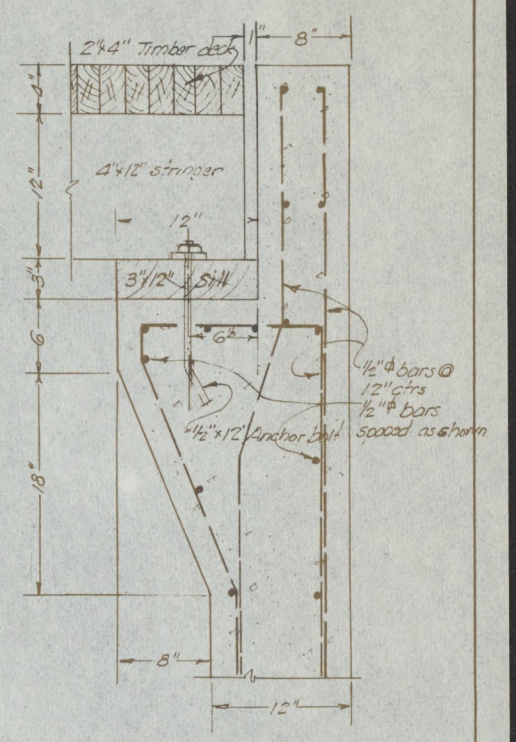 1"
8"
2"x4" Timber deck
4"
12"
4"x12" stringer
12"
3"
3"x12" Sill
6
6"
1/2"ϕ bars @
12" ctrs
1/2"ϕ bars
spaced as shown
1/2"x12" Anchor bolt
18"
8"
12"